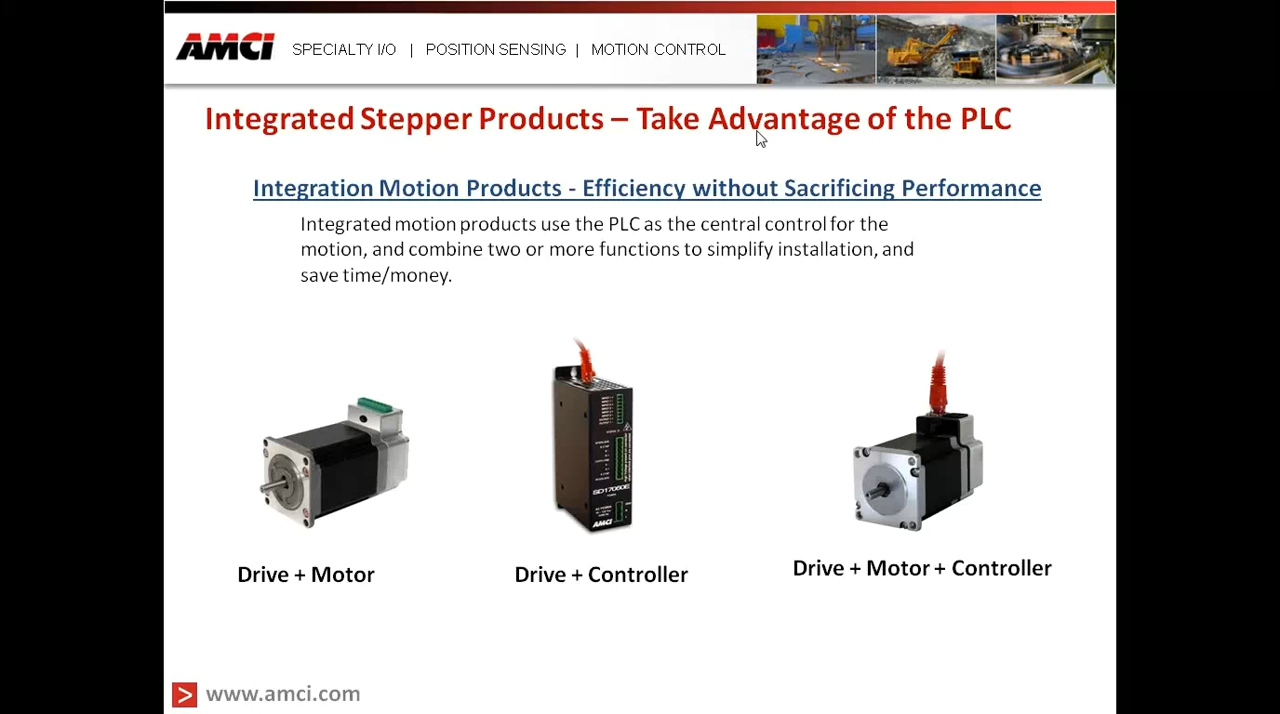 AMCI SPECIALTY I/O | POSITION SENSING | MOTION CONTROL
Integrated Stepper Products – Take Advantage of the PLC
Integration Motion Products - Efficiency without Sacrificing Performance
Integrated motion products use the PLC as the central control for the
motion, and combine two or more functions to simplify installation, and
save time/money.
SD17060E
AMCI
Drive + Motor
Drive + Controller
Drive + Motor + Controller
> www.amci.com